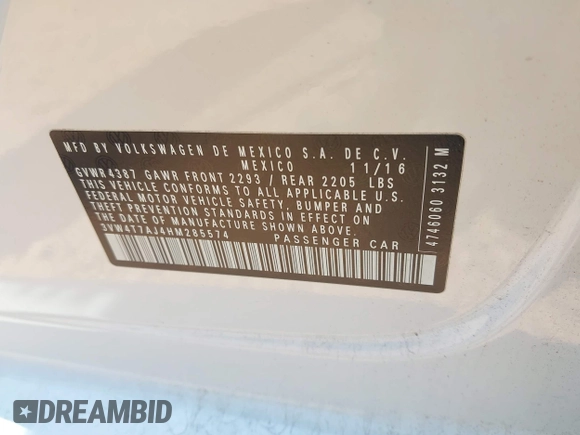 MFD BY VOLKSWAGEN DE MEXICO S.A. DE C.V.
MEXICO 11/16
GVWR4387 GAWR FRONT 2293 / REAR 2205 LBS
THIS VEHICLE CONFORMS TO ALL APPLICABLE U.S.
FEDERAL MOTOR VEHICLE SAFETY, BUMPER AND
THEFT PREVENTION STANDARDS IN EFFECT ON
THE DATE OF MANUFACTURE SHOWN ABOVE.
3VW4T7AJ4HM285574 PASSENGER CAR
4746060 3132 M
DREAMBID